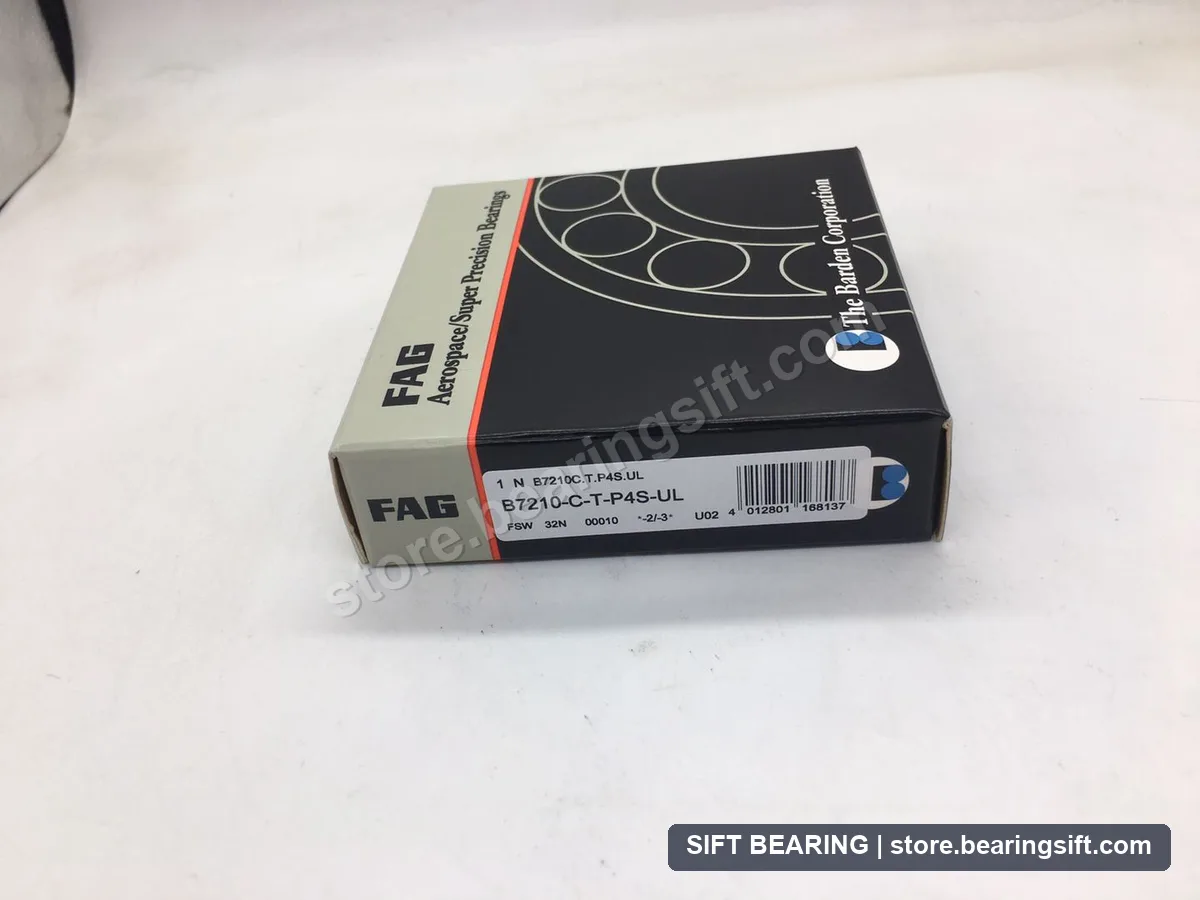 FAG
Aerospace/Super Precision Bearings
The Barden Corporation
FAG
1 N B7210C.T.P4S.UL
B7210-C-T-P4S-UL
FSW 32N 00010 *-2/-3* U02
4 012801 168137
store.bearingsift.com
SIFT BEARING | store.bearingsift.com